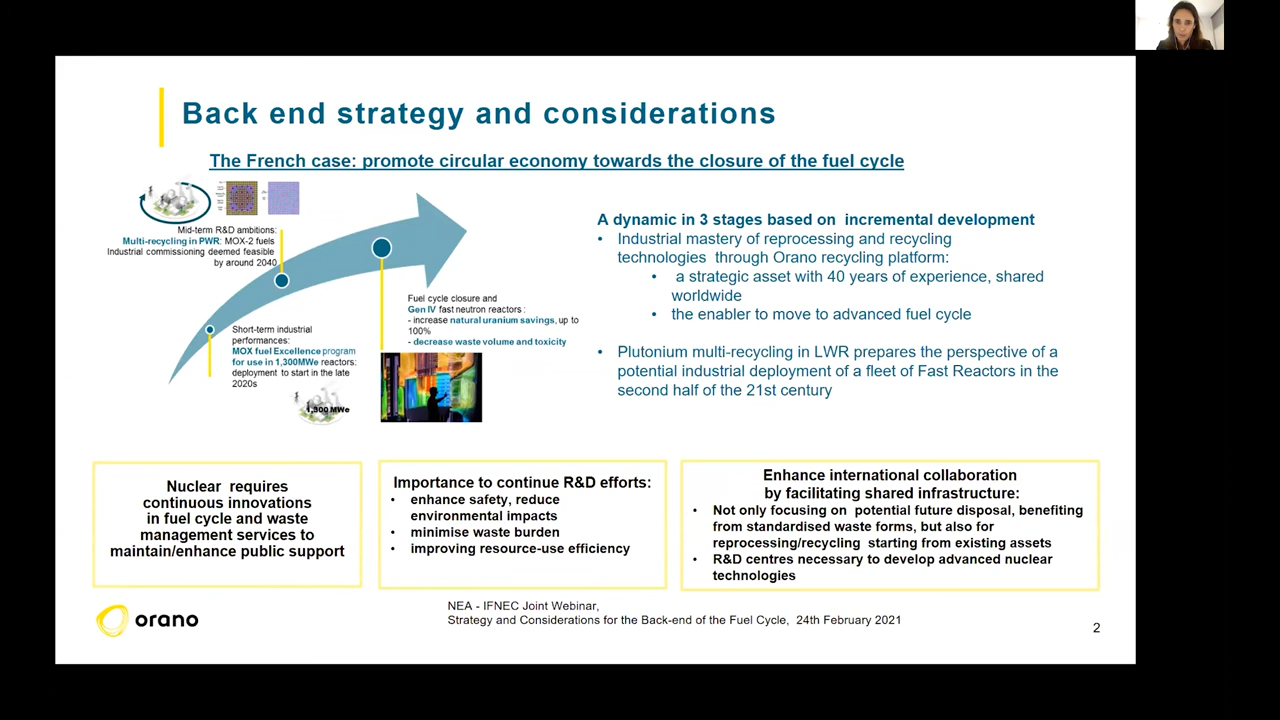 Back end strategy and considerations
The French case: promote circular economy towards the closure of the fuel cycle
Mid-term R&D ambitions:
Multi-recycling in PWR: MOX-2 fuels
Industrial commissioning deemed feasible
by around 2040
Short-term industrial
performances:
MOX fuel Excellence program
for use in 1,300MWe reactors:
deployment to start in the late
2020s
1,300 MWe
Fuel cycle closure and
Gen IV fast neutron reactors :
- increase natural uranium savings, up to
100%
- decrease waste volume and toxicity
A dynamic in 3 stages based on incremental development
• Industrial mastery of reprocessing and recycling
technologies through Orano recycling platform:
• a strategic asset with 40 years of experience, shared
worldwide
• the enabler to move to advanced fuel cycle
• Plutonium multi-recycling in LWR prepares the perspective of a
potential industrial deployment of a fleet of Fast Reactors in the
second half of the 21st century
Nuclear requires
continuous innovations
in fuel cycle and waste
management services to
maintain/enhance public support
Importance to continue R&D efforts:
• enhance safety, reduce
environmental impacts
• minimise waste burden
• improving resource-use efficiency
Enhance international collaboration
by facilitating shared infrastructure:
• Not only focusing on potential future disposal, benefiting
from standardised waste forms, but also for
reprocessing/recycling starting from existing assets
• R&D centres necessary to develop advanced nuclear
technologies
orano
NEA - IFNEC Joint Webinar,
Strategy and Considerations for the Back-end of the Fuel Cycle, 24th February 2021
2